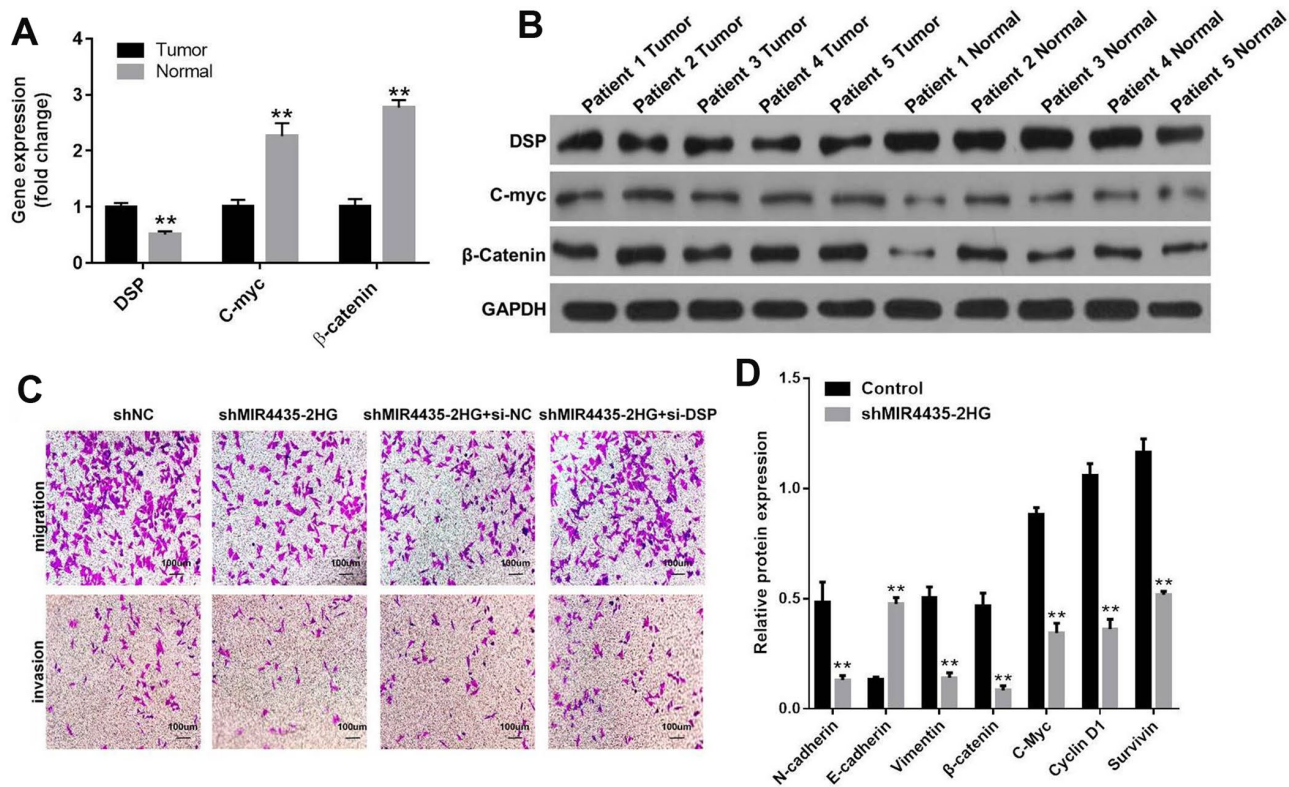 A
Gene expression
(fold change)
4
3
2
1
0
Tumor
Normal
**
**
**
DSP
C-myc
β-catenin
B
Patient 1 Tumor
Patient 2 Tumor
Patient 3 Tumor
Patient 4 Tumor
Patient 5 Tumor
Patient 1 Normal
Patient 2 Normal
Patient 3 Normal
Patient 4 Normal
Patient 5 Normal
DSP
C-myc
β-Catenin
GAPDH
C
shNC
shMIR4435-2HG
shMIR4435-2HG+si-NC
shMIR4435-2HG+si-DSP
migration
100um
100um
100um
100um
invasion
100um
100um
100um
100um
D
Relative protein expression
1.5
1.0
0.5
0.0
Control
shMIR4435-2HG
**
**
**
**
**
**
**
N-cadherin
E-cadherin
Vimentin
β-catenin
C-Myc
Cyclin D1
Survivin